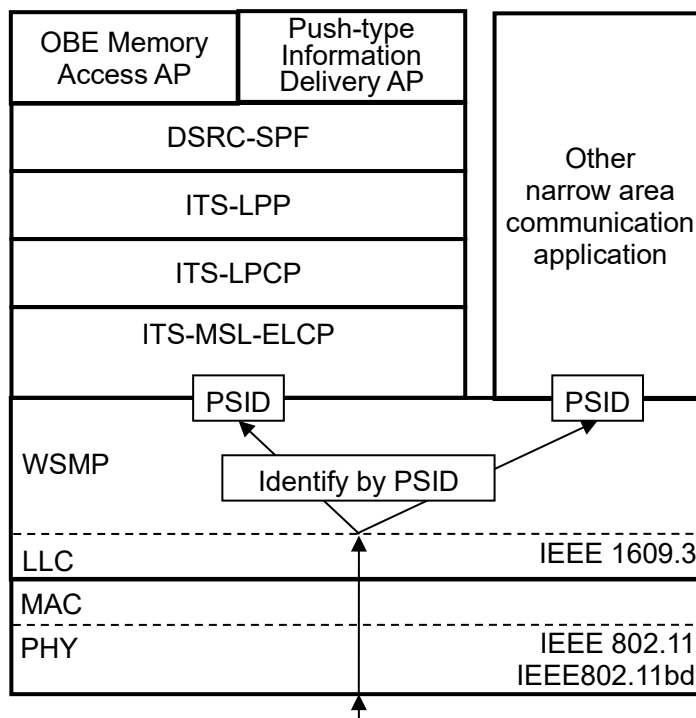 OBE Memory
Access AP
Push-type
Information
Delivery AP
DSRC-SPF
ITS-LPP
ITS-LPCP
ITS-MSL-ELCP
Other
narrow area
communication
application
PSID
PSID
WSMP
Identify by PSID
LLC
IEEE 1609.3
MAC
PHY
IEEE 802.11
IEEE802.11bd